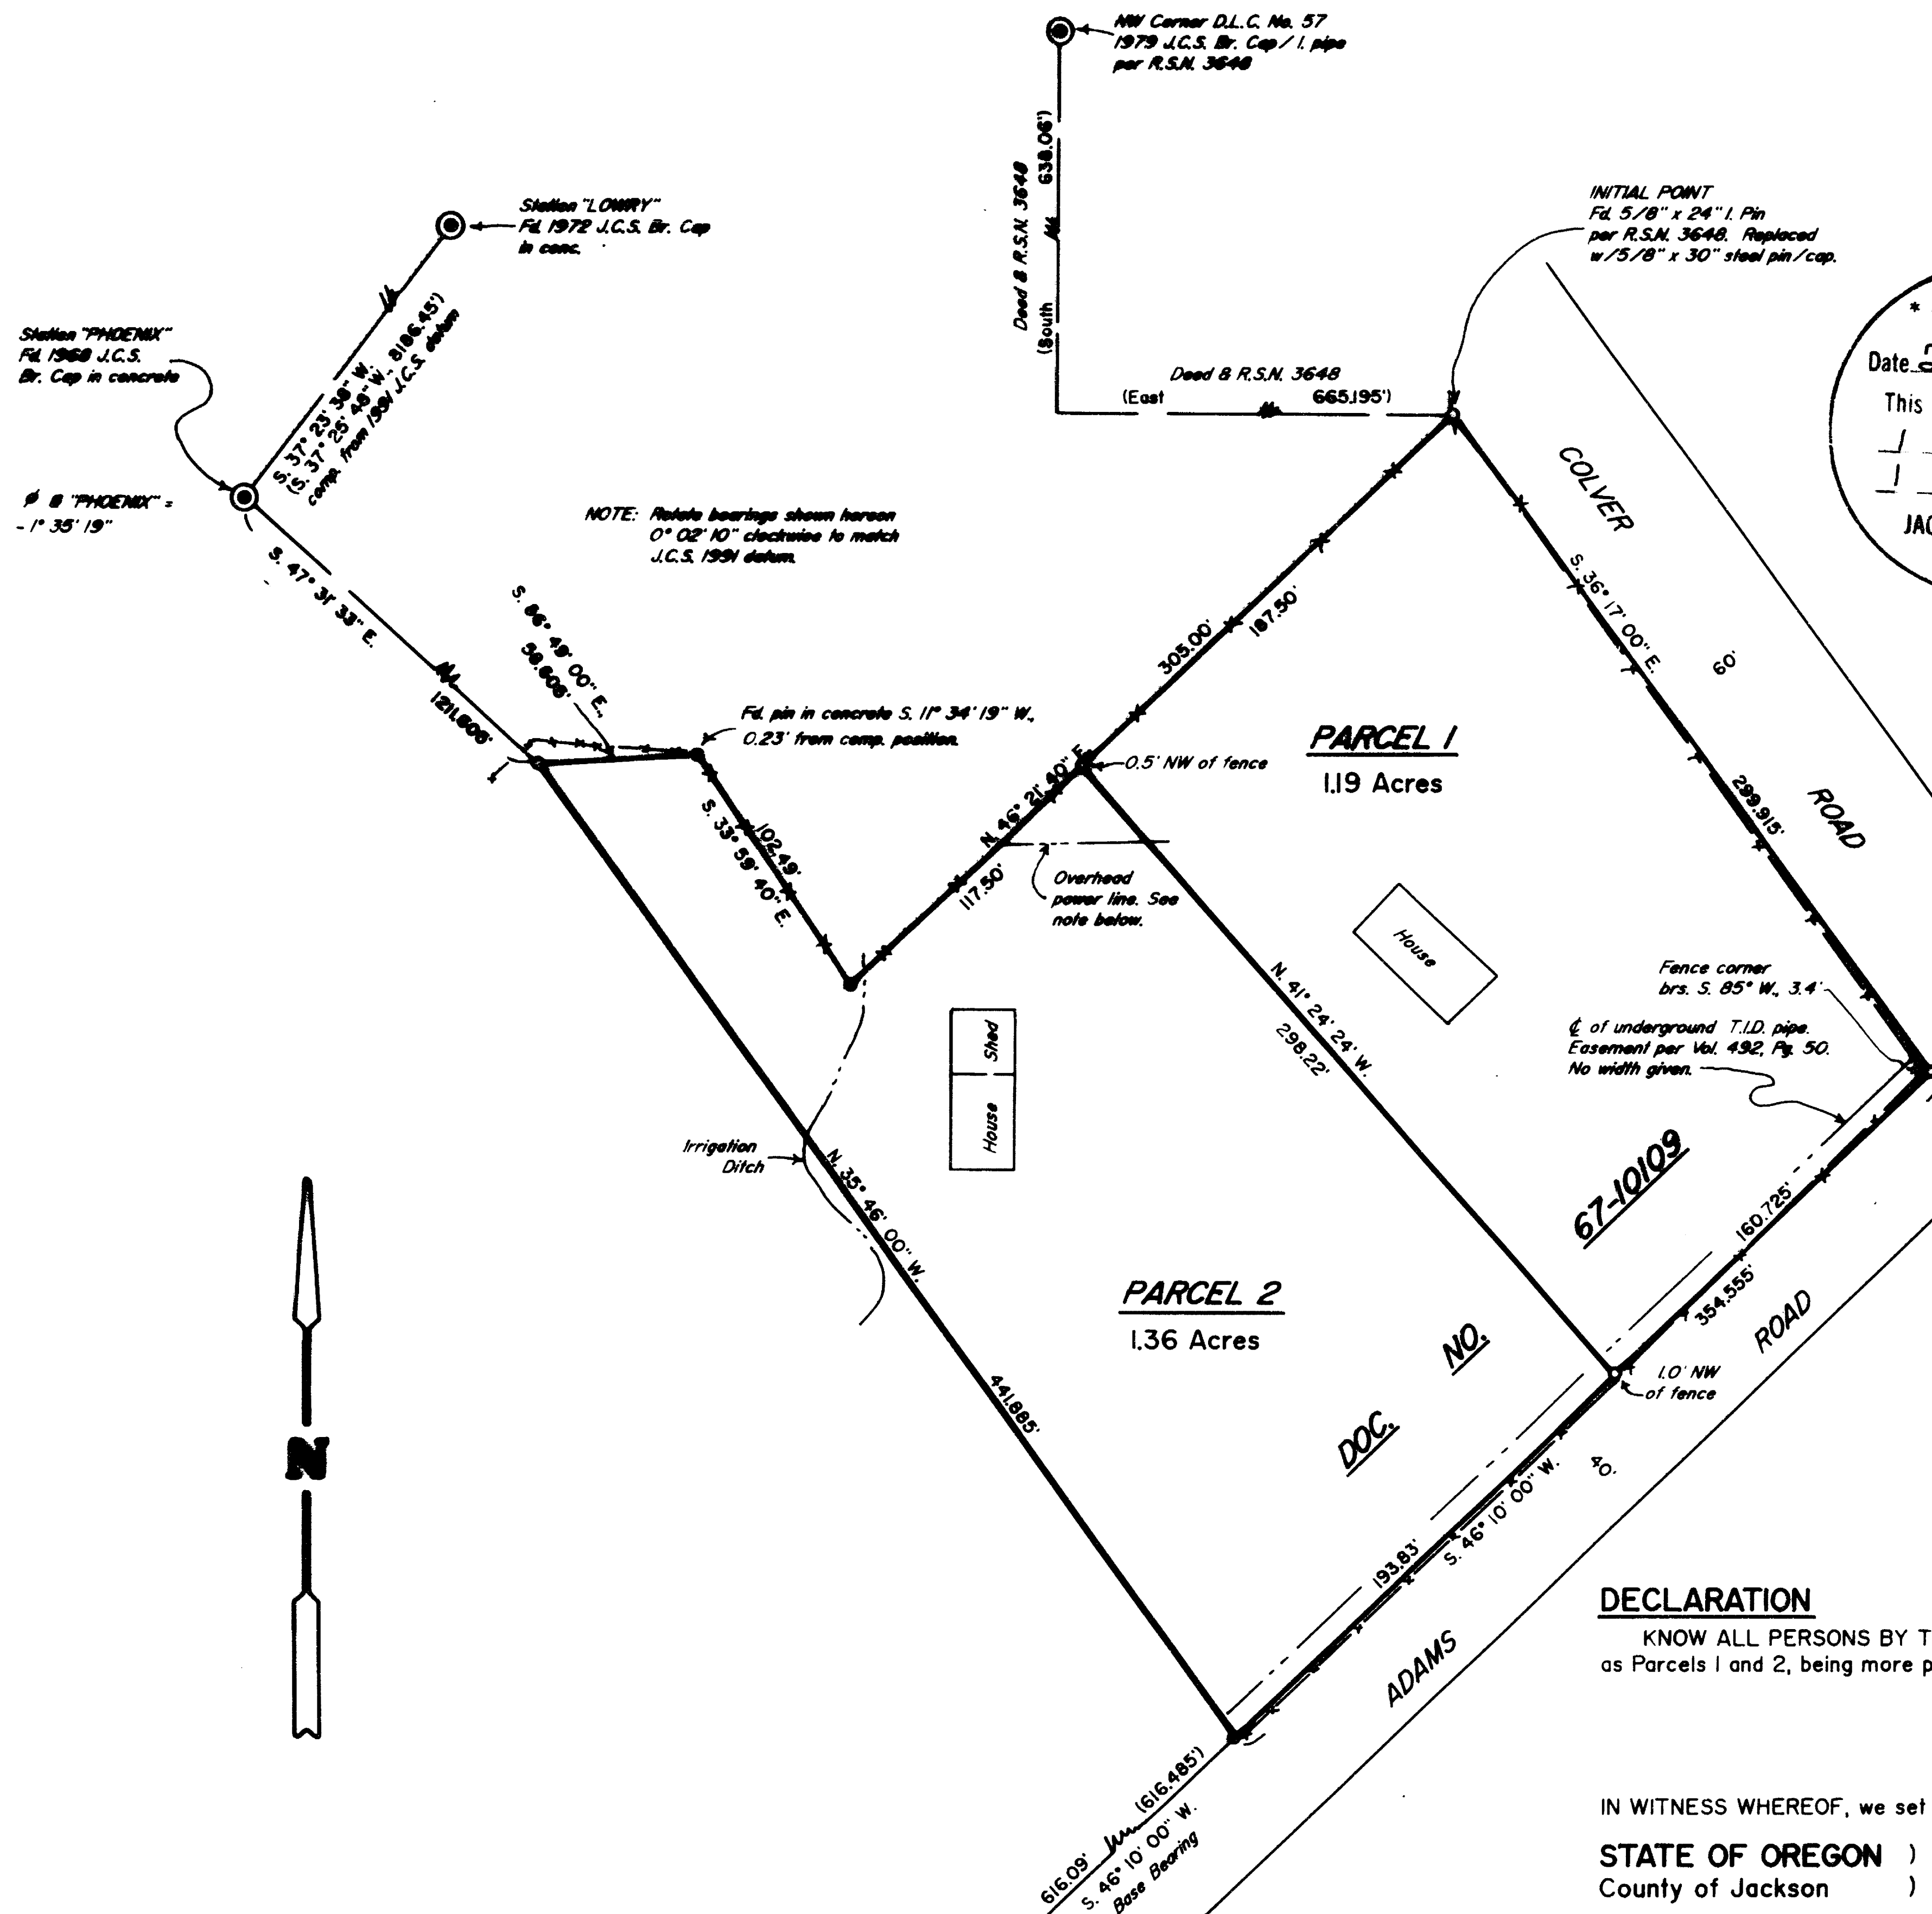 NW Corner D.L.C. No. 57
1979 J.C.S. Br. Cap / I. pipe
per R.S.N. 3648
Deed & R.S.N. 3648
(South 638.06')
Station "LOWRY"
Fd. 1972 J.C.S. Br. Cap
in conc.
INITIAL POINT
Fd. 5/8" x 24" I. Pin
per R.S.N. 3648. Replaced
w/5/8" x 30" steel pin/cap.
*
Date
This
JAC
Station "PHOENIX"
Fd. 1968 J.C.S.
Br. Cap in concrete
S. 37° 23' 38" W.
(S. 37° 25' 48" W., 8186.45')
comp. from 1991 J.C.S. datum
Deed & R.S.N. 3648
(East 665.195')
@ "PHOENIX" =
- 1° 35' 19"
NOTE: Rotate bearings shown hereon
0° 02' 10" clockwise to match
J.C.S. 1991 datum.
COLVER
ROAD
60'
S. 36° 17' 00" E.
299.915'
S. 47° 31' 33" E.
S. 86° 49' 00" E.,
58.606'
305.00'
187.50'
Fd. pin in concrete S. 11° 34' 19" W.,
0.23' from comp. position.
PARCEL 1
1.19 Acres
0.5' NW of fence
N. 46° 21' 40" E.
117.50'
102.49'
S. 33° 59' 40" E.
Overhead
power line. See
note below.
House
N. 41° 24' 24" W.
298.22'
Fence corner
brs. S. 85° W., 3.4'
℄ of underground T.I.D. pipe.
Easement per Vol. 492, Pg. 50.
No width given.
Shed
House
Irrigation
Ditch
N. 35° 46' 00" W.
441.885'
PARCEL 2
1.36 Acres
DOC. NO. 67-10109
160.725'
354.555'
ROAD
1.0' NW
of fence
40'
193.83'
S. 46° 10' 00" W.
ADAMS
N
DECLARATION
KNOW ALL PERSONS BY T
as Parcels 1 and 2, being more p
(616.485')
616.09'
S. 46° 10' 00" W.
Base Bearing
IN WITNESS WHEREOF, we set
STATE OF OREGON )
County of Jackson )